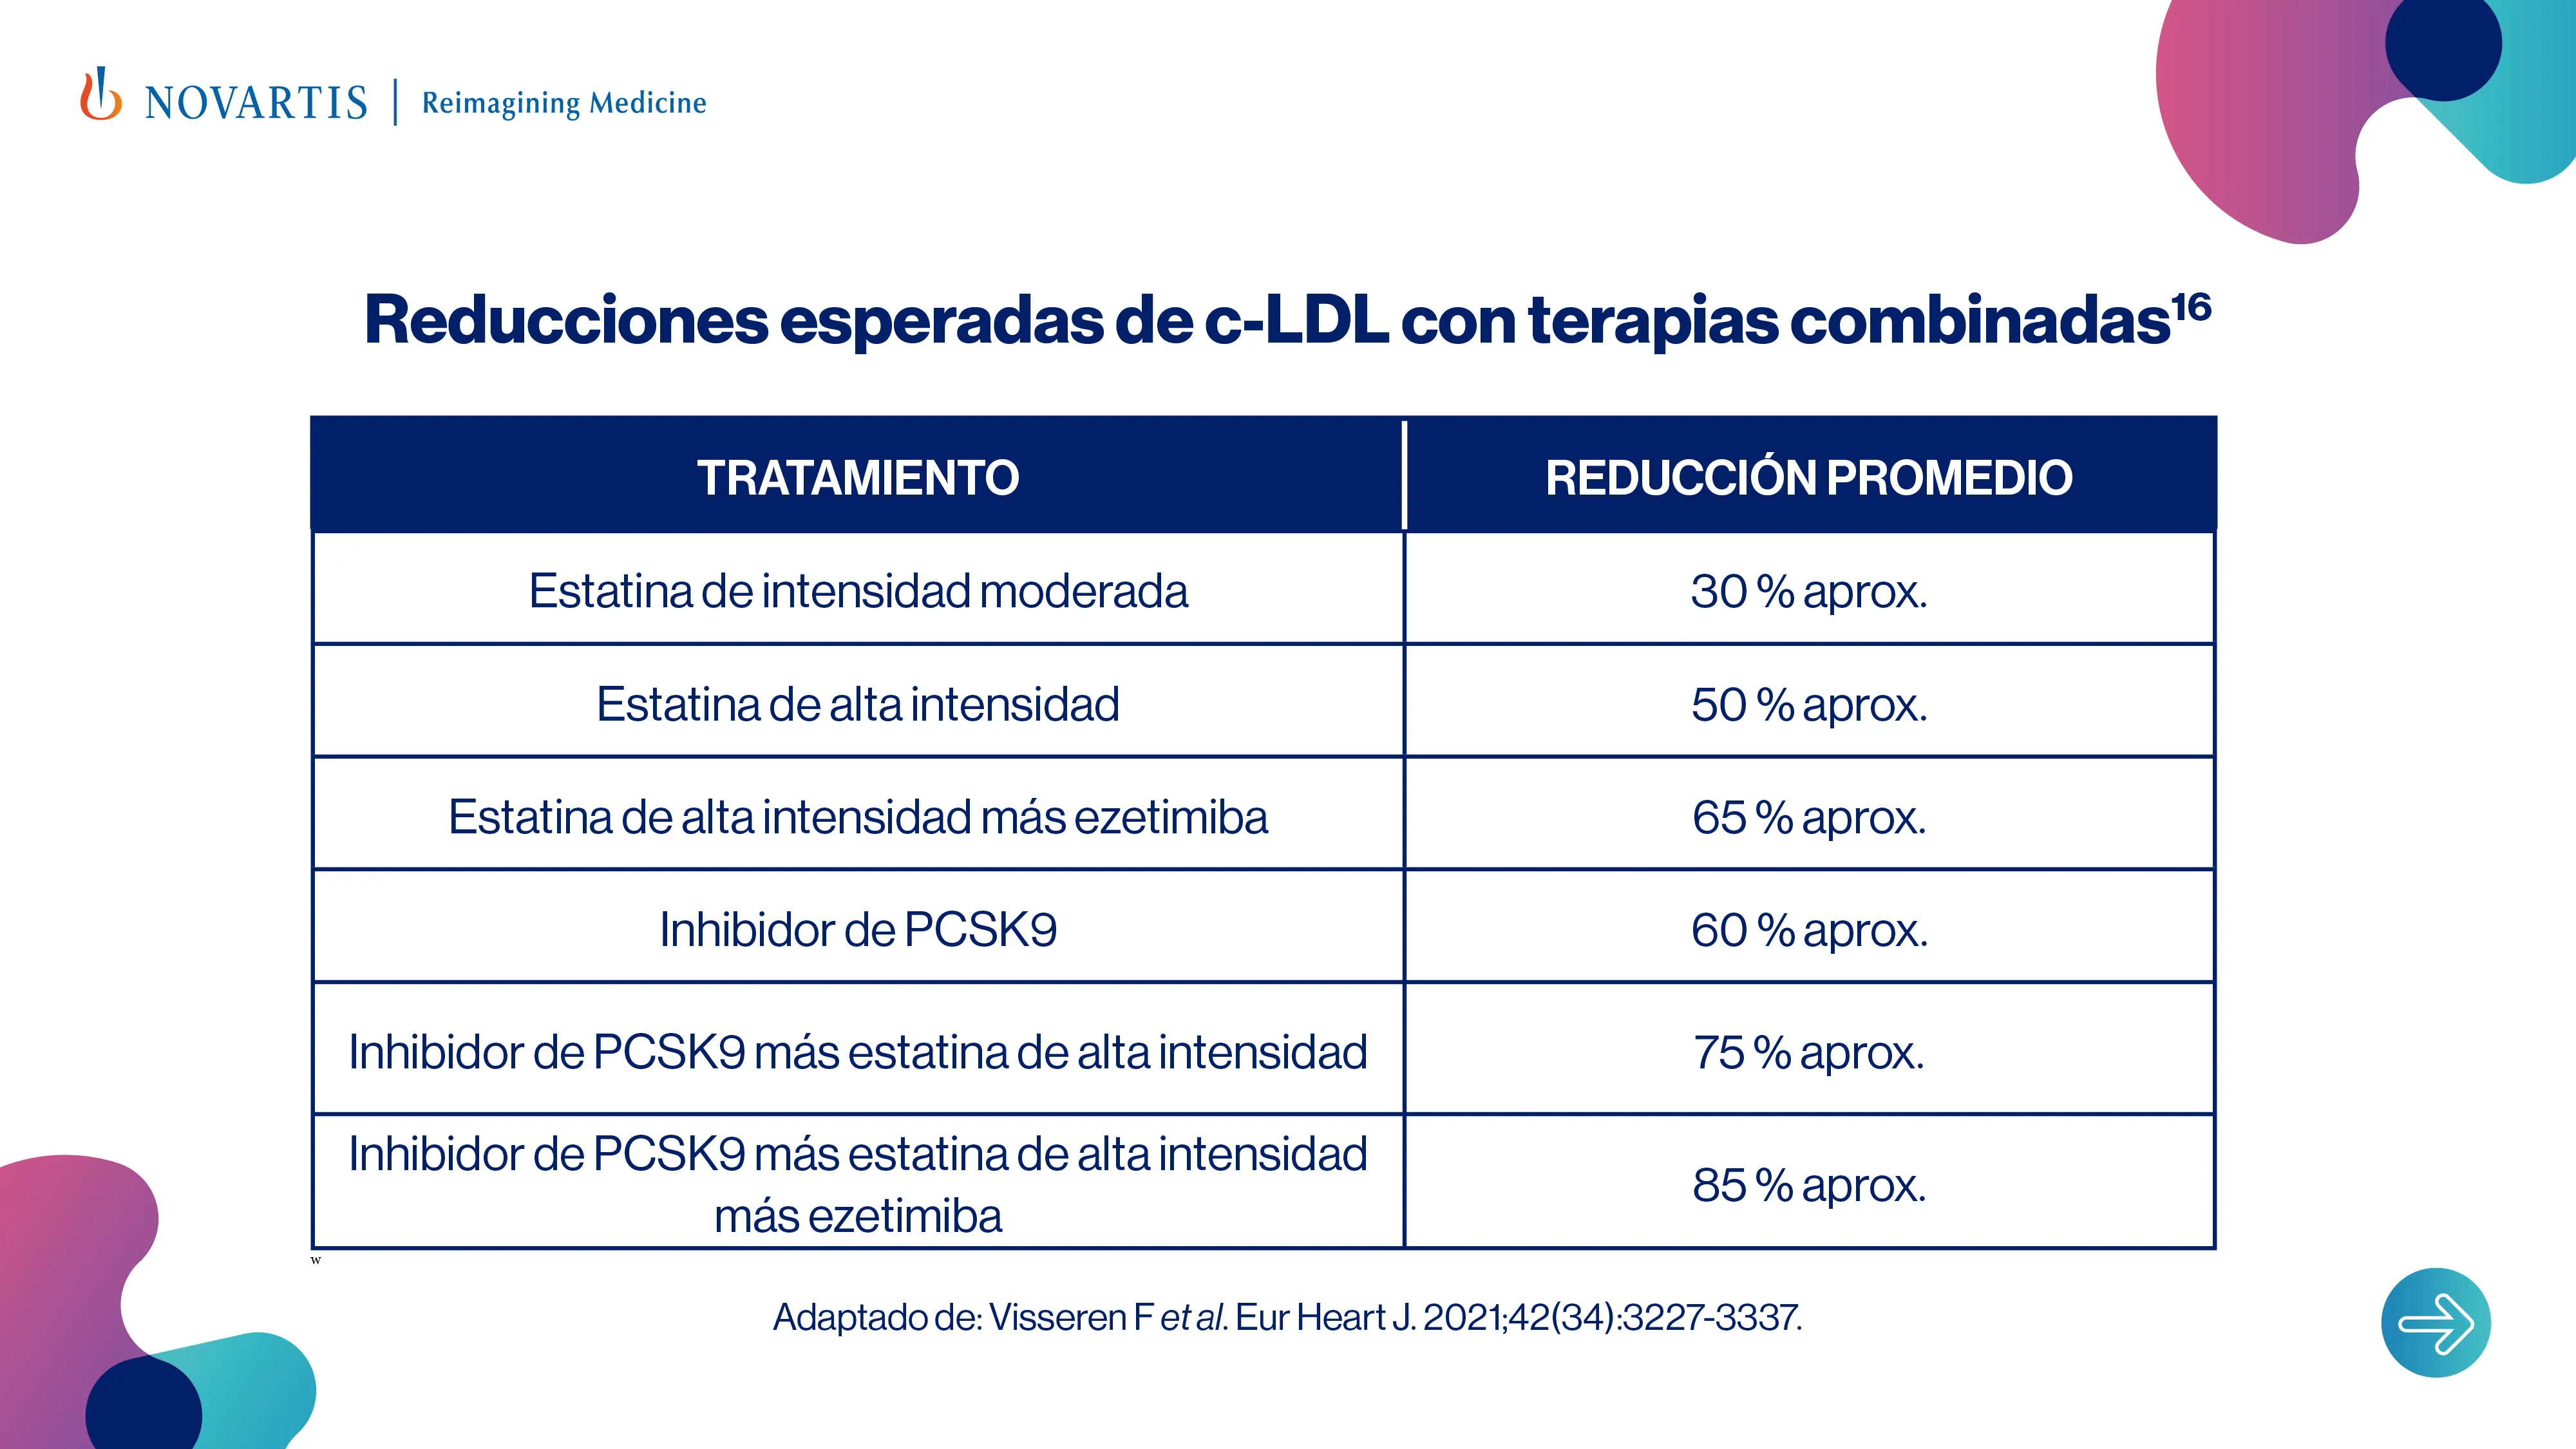 NOVARTIS | Reimagining Medicine
Reducciones esperadas de c-LDL con terapias combinadas¹⁶
TRATAMIENTO REDUCCIÓN PROMEDIO
Estatina de intensidad moderada 30 % aprox.
Estatina de alta intensidad 50 % aprox.
Estatina de alta intensidad más ezetimiba 65 % aprox.
Inhibidor de PCSK9 60 % aprox.
Inhibidor de PCSK9 más estatina de alta intensidad 75 % aprox.
Inhibidor de PCSK9 más estatina de alta intensidad
más ezetimiba 85 % aprox.
w
Adaptado de: Visseren F et al. Eur Heart J. 2021;42(34):3227-3337.